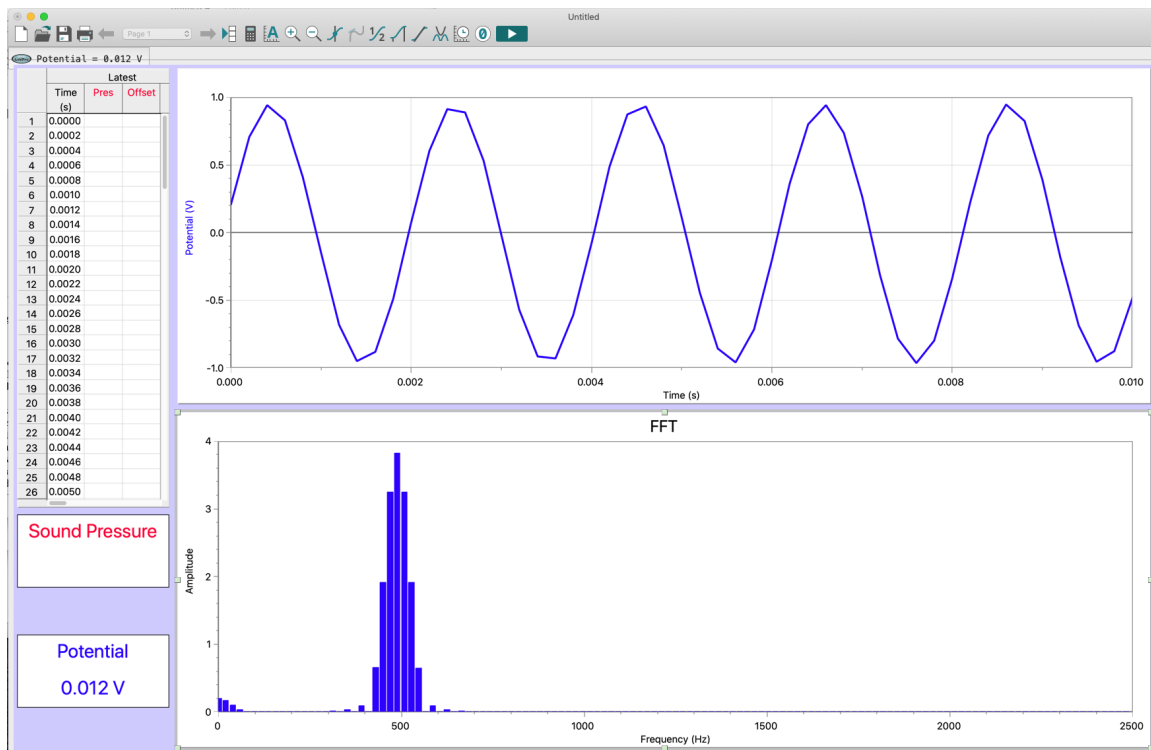 Untitled
Page 1
Potential = 0.012 V
Latest
Time (s) Pres Offset
1 0.0000
2 0.0002
3 0.0004
4 0.0006
5 0.0008
6 0.0010
7 0.0012
8 0.0014
9 0.0016
10 0.0018
11 0.0020
12 0.0022
13 0.0024
14 0.0026
15 0.0028
16 0.0030
17 0.0032
18 0.0034
19 0.0036
20 0.0038
21 0.0040
22 0.0042
23 0.0044
24 0.0046
25 0.0048
26 0.0050
Sound Pressure
Potential
0.012 V
1.0
0.5
0.0
-0.5
-1.0
Potential (V)
0.000 0.002 0.004 0.006 0.008 0.010
Time (s)
FFT
4
3
2
1
0
Amplitude
0 500 1000 1500 2000 2500
Frequency (Hz)